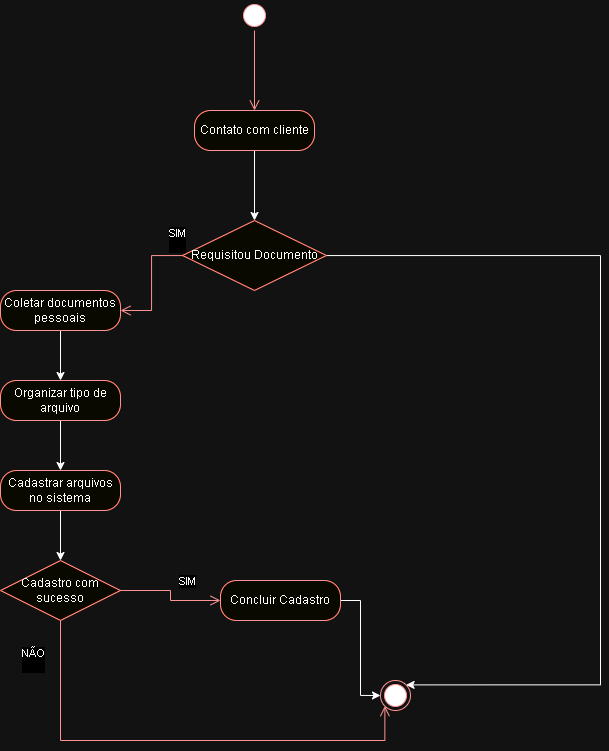 Contato com cliente
SIM
Requisitou Documento
Coletar documentos
pessoais
Organizar tipo de
arquivo
Cadastrar arquivos
no sistema
Cadastro com
sucesso
SIM
Concluir Cadastro
NÃO